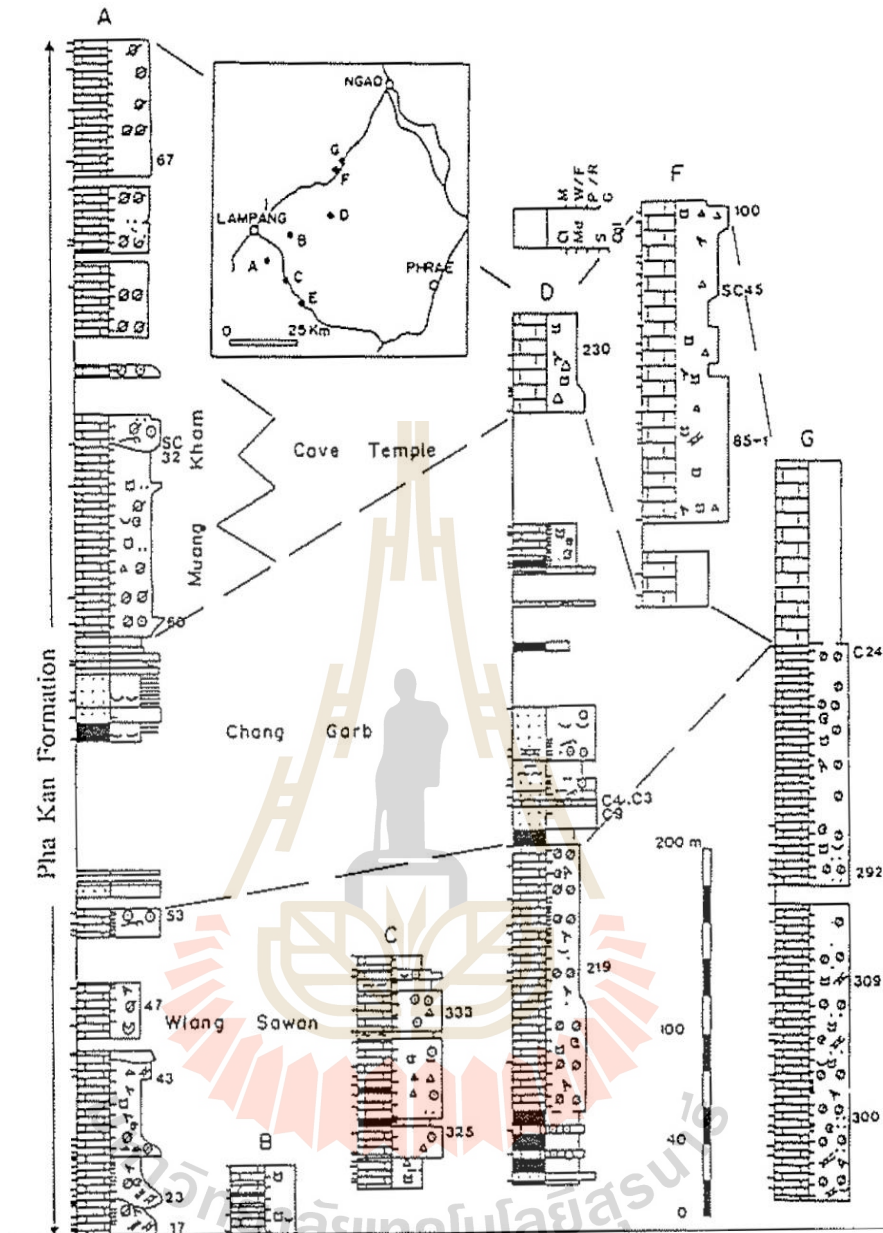 A
67
NGAO
G
F
LAMPANG
D
B
A
C
PHRAE
E
0 25 Km
M
W/F
P/R
G
Cl
Md
S
F
100
SC45
85-1
D
230
G
SC
32
Muang Kham
Cave Temple
60
Pha Kan Formation
Chang Garb
C4,C3
C9
C24
292
309
300
200 m
100
40
0
S3
C
219
47
Wiang Sawan
333
43
325
B
23
17